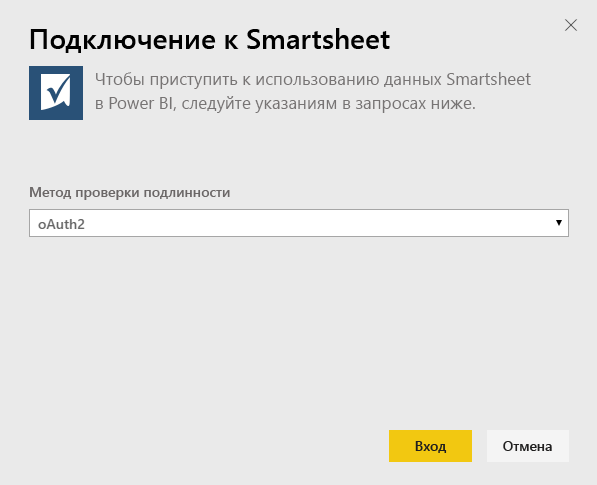 Подключение к Smartsheet
Чтобы приступить к использованию данных Smartsheet
в Power BI, следуйте указаниям в запросах ниже.
Метод проверки подлинности
oAuth2
Вход Отмена